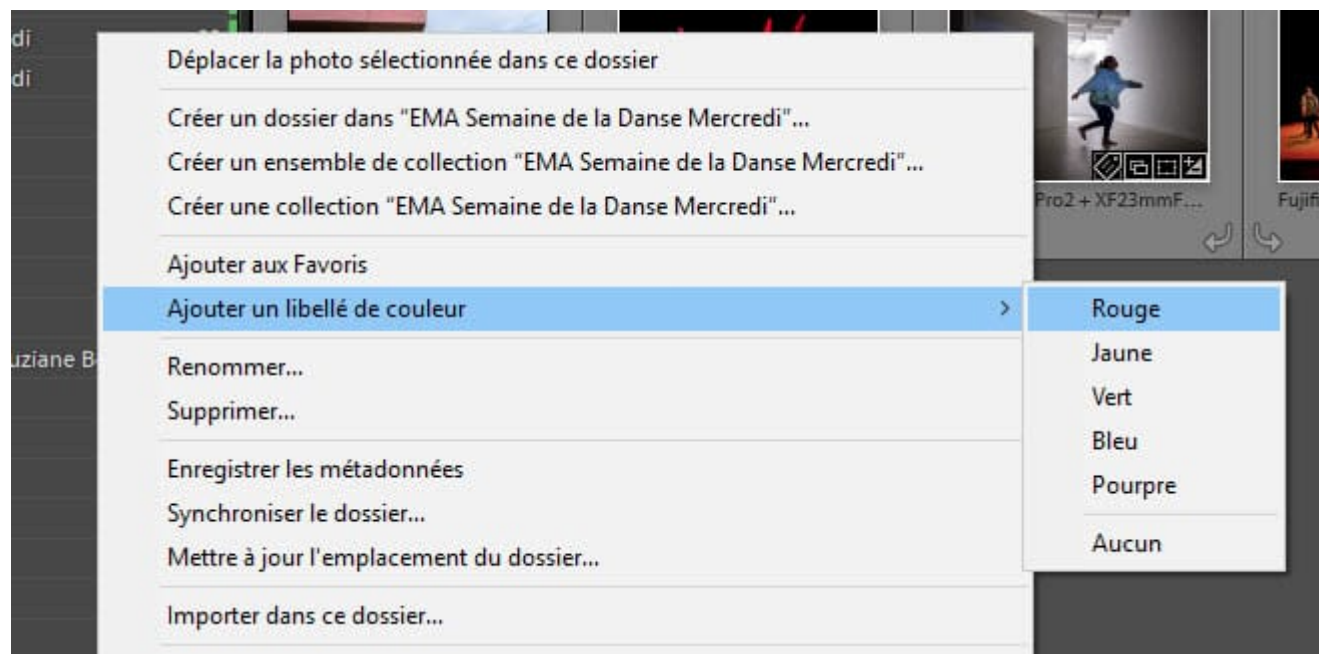 di
di
Déplacer la photo sélectionnée dans ce dossier
Créer un dossier dans “EMA Semaine de la Danse Mercredi”...
Créer un ensemble de collection “EMA Semaine de la Danse Mercredi”...
Créer une collection “EMA Semaine de la Danse Mercredi”...
Pro2 + XF23mmF...
Fujifi
Ajouter aux Favoris
Ajouter un libellé de couleur
Rouge
Jaune
Vert
Bleu
Pourpre
Aucun
uziane B
Renommer...
Supprimer...
Enregistrer les métadonnées
Synchroniser le dossier...
Mettre à jour l'emplacement du dossier...
Importer dans ce dossier...